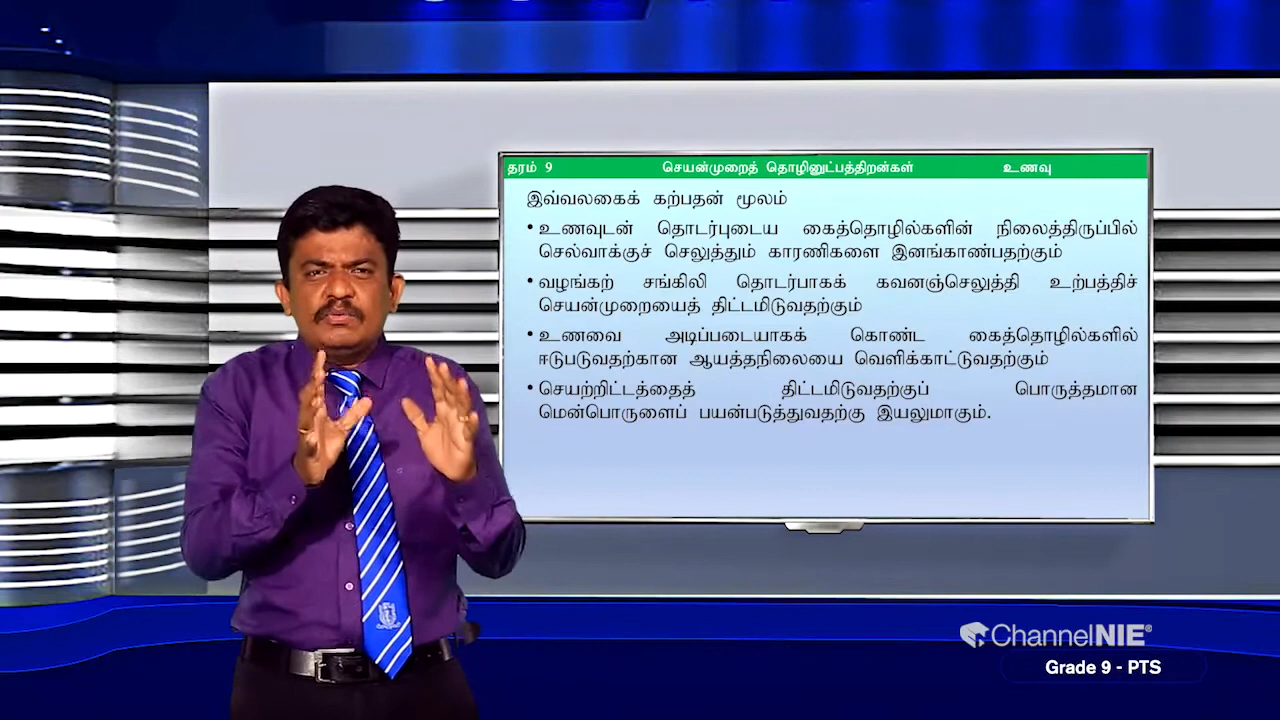 தரம் 9 செயன்முறைத் தொழினுட்பத்திறன்கள் உணவு
இவ்வலகைக் கற்பதன் மூலம்
• உணவுடன் தொடர்புடைய கைத்தொழில்களின் நிலைத்திருப்பில்
செல்வாக்குச் செலுத்தும் காரணிகளை இனங்காண்பதற்கும்
• வழங்கற் சங்கிலி தொடர்பாகக் கவனஞ்செலுத்தி உற்பத்திச்
செயன்முறையைத் திட்டமிடுவதற்கும்
• உணவை அடிப்படையாகக் கொண்ட கைத்தொழில்களில்
ஈடுபடுவதற்கான ஆயத்தநிலையை வெளிக்காட்டுவதற்கும்
• செயற்றிட்டத்தைத் திட்டமிடுவதற்குப் பொருத்தமான
மென்பொருளைப் பயன்படுத்துவதற்கு இயலுமாகும்.
ChannelNIE®
Grade 9 - PTS